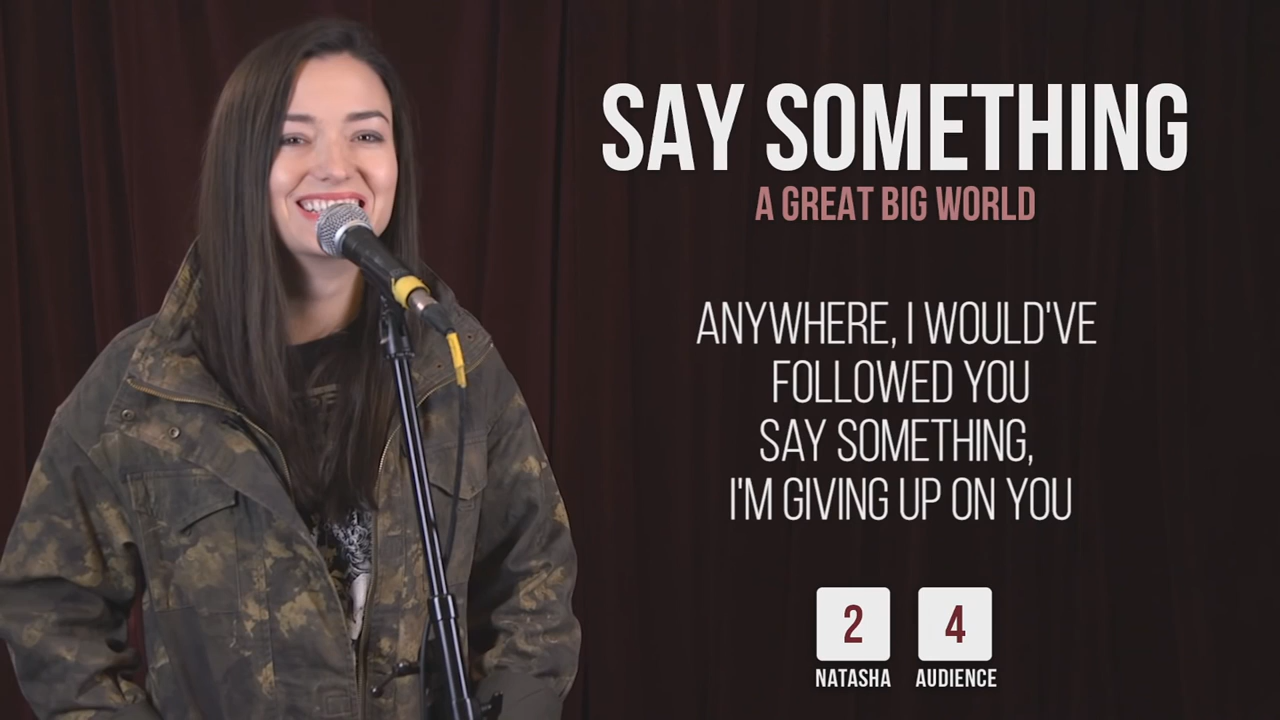 SAY SOMETHING
A GREAT BIG WORLD
ANYWHERE, I WOULD'VE
FOLLOWED YOU
SAY SOMETHING,
I'M GIVING UP ON YOU
2 4
NATASHA AUDIENCE